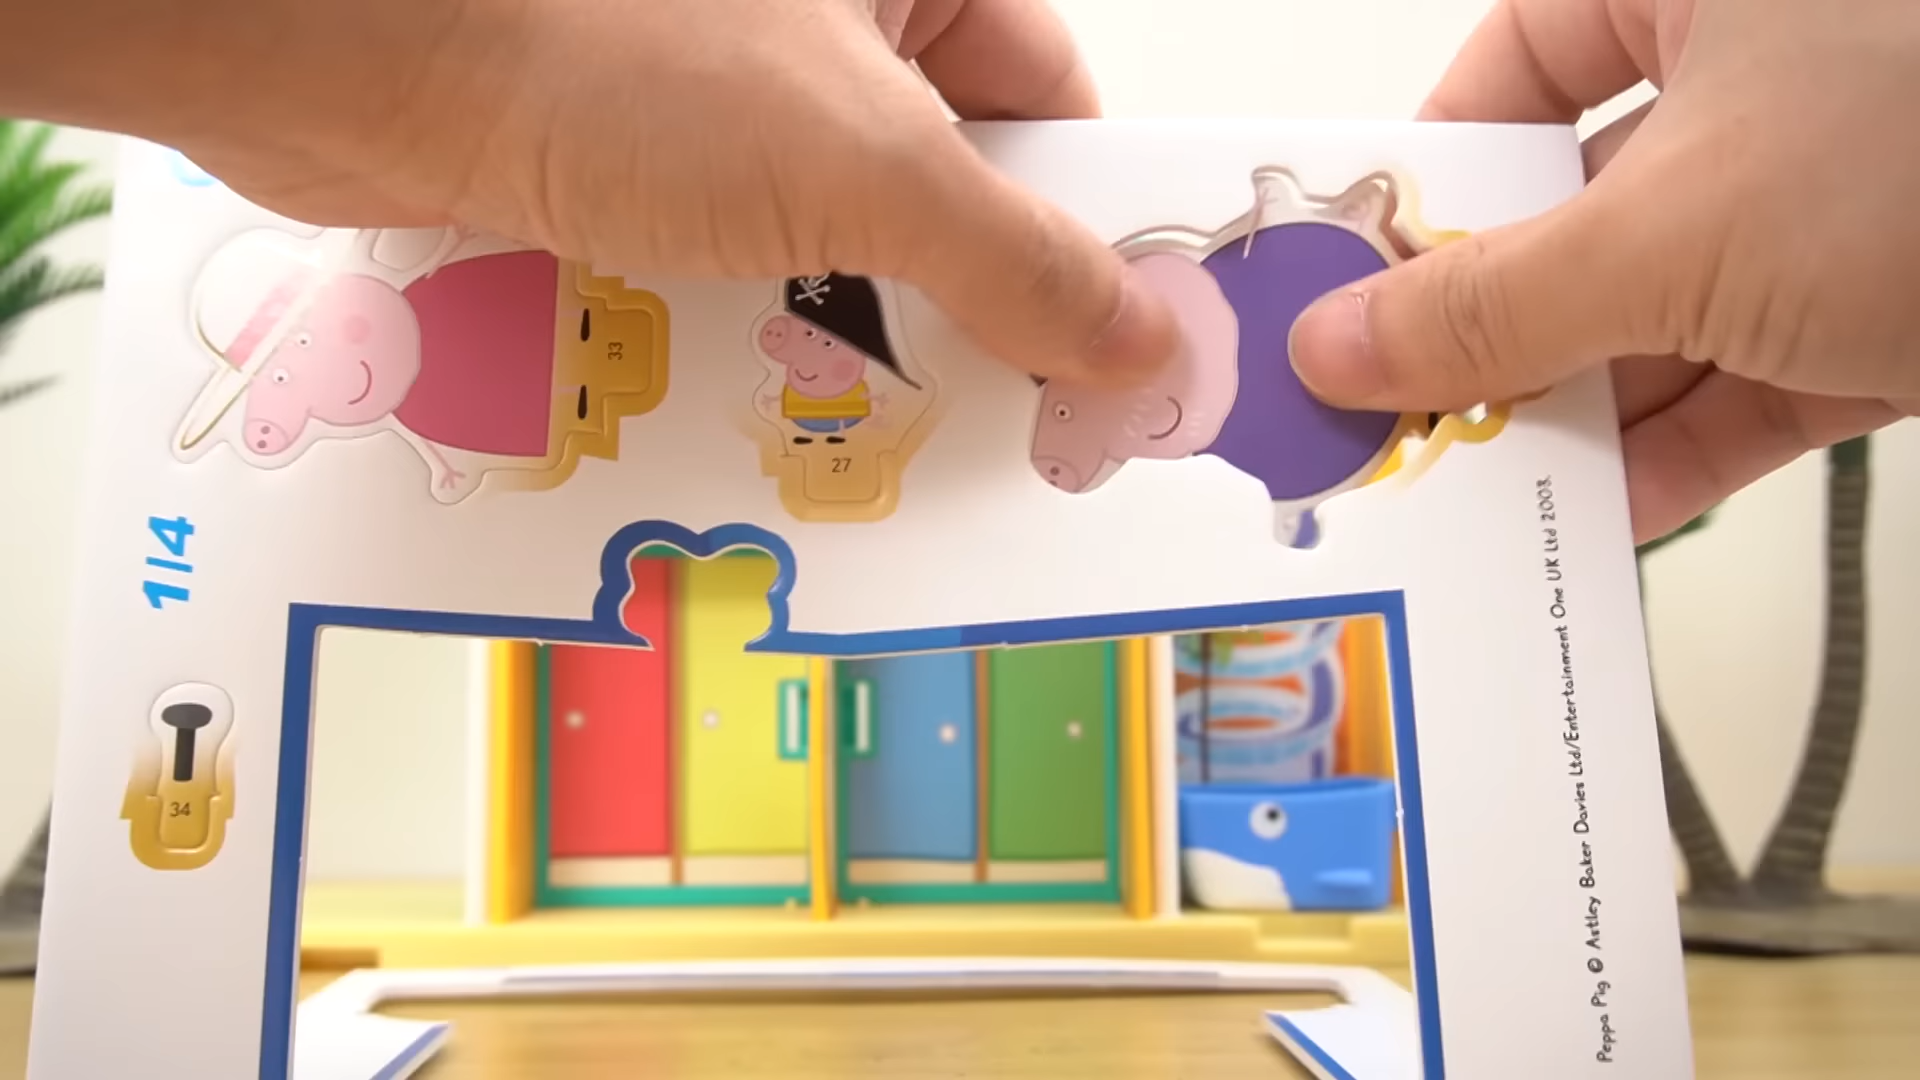 33
27
1/4
34
Peppa Pig © Astley Baker Davies Ltd/Entertainment One UK Ltd 2003.